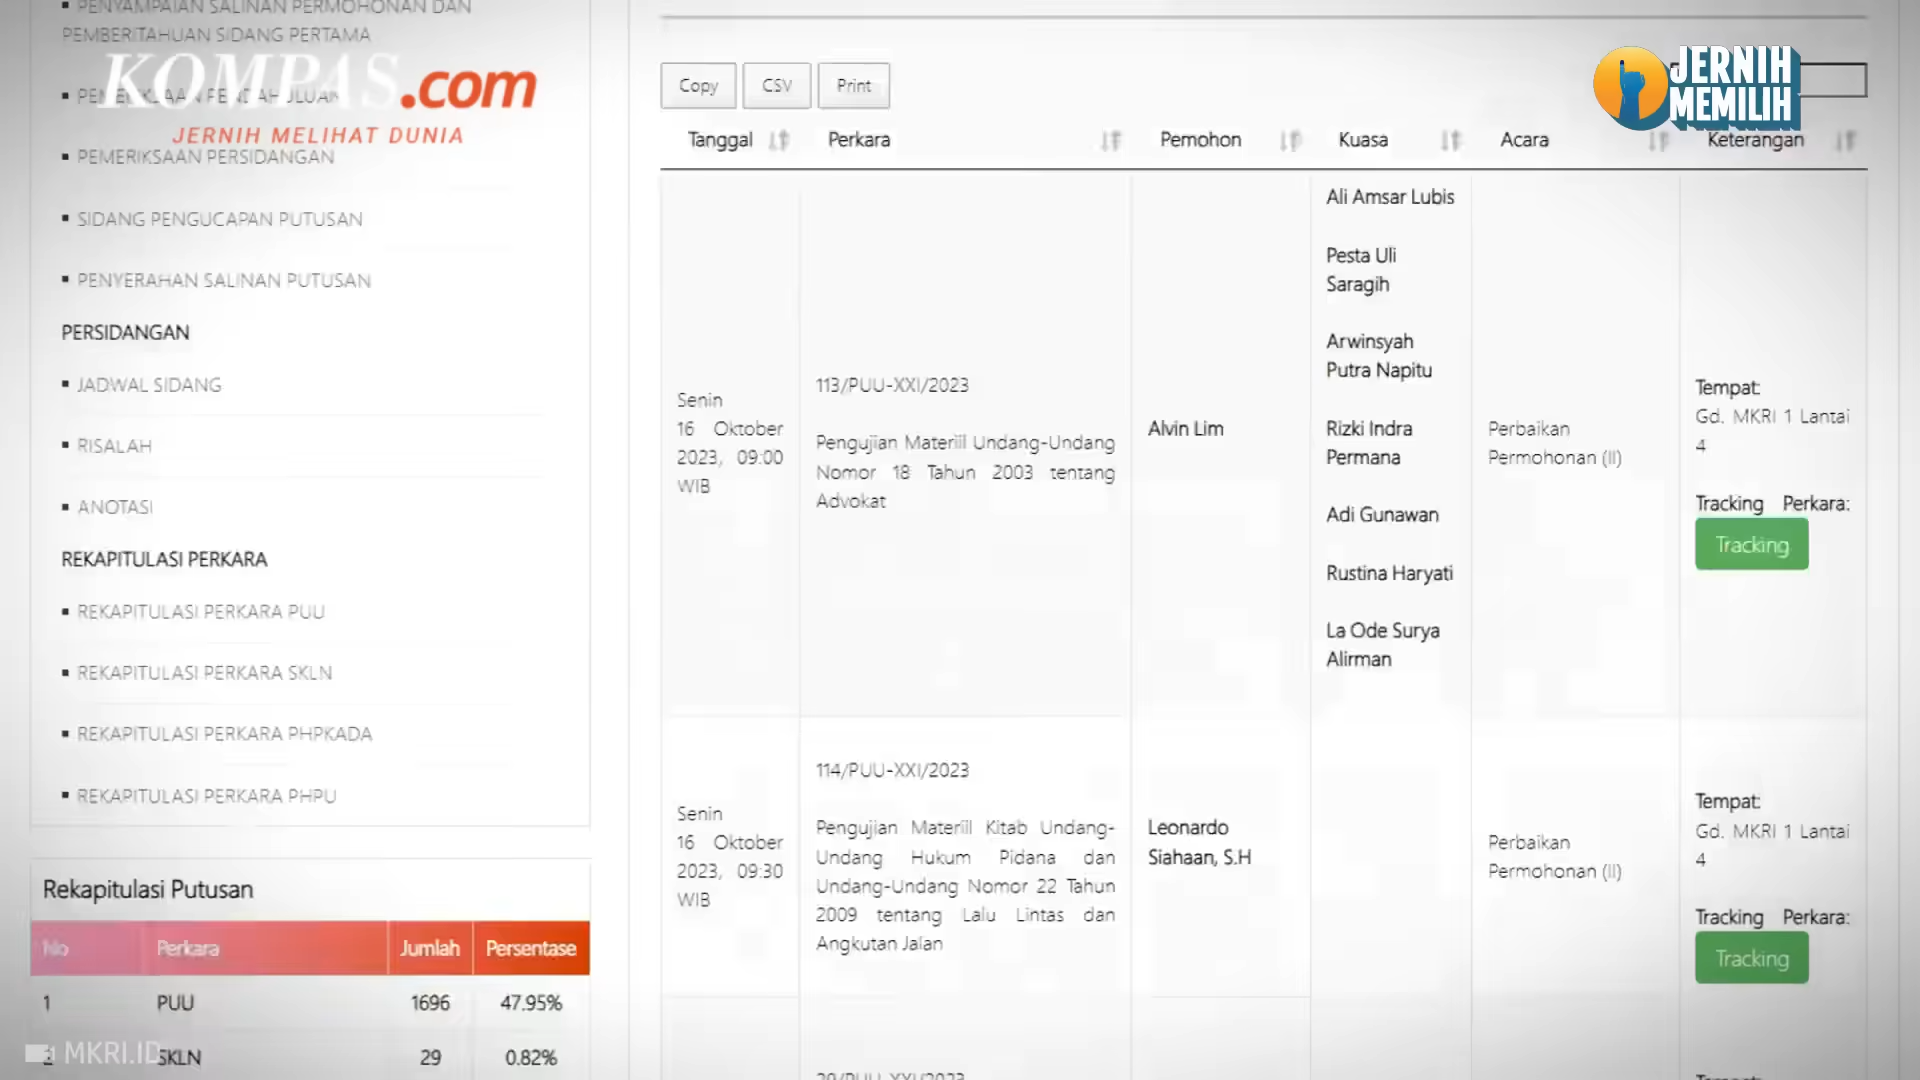 PENYAMPAIAN SALINAN PERMOHONAN DAN
PEMBERITAHUAN SIDANG PERTAMA
PEMERIKSAAN PENDAHULUAN
PEMERIKSAAN PERSIDANGAN
SIDANG PENGUCAPAN PUTUSAN
PENYERAHAN SALINAN PUTUSAN
PERSIDANGAN
JADWAL SIDANG
RISALAH
ANOTASI
REKAPITULASI PERKARA
REKAPITULASI PERKARA PUU
REKAPITULASI PERKARA SKLN
REKAPITULASI PERKARA PHPKADA
REKAPITULASI PERKARA PHPU
KOMPAS.com
JERNIH MELIHAT DUNIA
Rekapitulasi Putusan
No Perkara Jumlah Persentase
1 PUU 1696 47.95%
2 SKLN 29 0.82%
MKRI.ID
JERNIH
MEMILIH
Copy CSV Print
Tanggal Perkara Pemohon Kuasa Acara Keterangan
Senin
16 Oktober
2023, 09:00
WIB
113/PUU-XXI/2023
Pengujian Materiil Undang-Undang
Nomor 18 Tahun 2003 tentang
Advokat
Alvin Lim
Ali Amsar Lubis
Pesta Uli
Saragih
Arwinsyah
Putra Napitu
Rizki Indra
Permana
Adi Gunawan
Rustina Haryati
La Ode Surya
Alirman
Perbaikan
Permohonan (II)
Tempat:
Gd. MKRI 1 Lantai
4
Tracking Perkara:
Tracking
Senin
16 Oktober
2023, 09:30
WIB
114/PUU-XXI/2023
Pengujian Materiil Kitab Undang-
Undang Hukum Pidana dan
Undang-Undang Nomor 22 Tahun
2009 tentang Lalu Lintas dan
Angkutan Jalan
Leonardo
Siahaan, S.H
Perbaikan
Permohonan (II)
Tempat:
Gd. MKRI 1 Lantai
4
Tracking Perkara:
Tracking